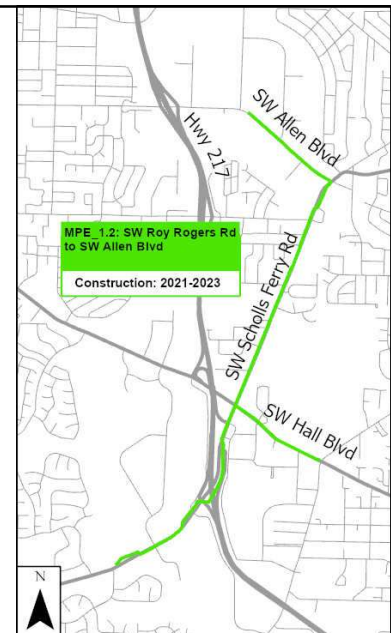 SW Allen Blvd
Hwy 217
MPE_1.2: SW Roy Rogers Rd
to SW Allen Blvd
Construction: 2021-2023
SW Scholls Ferry Rd
SW Hall Blvd
N